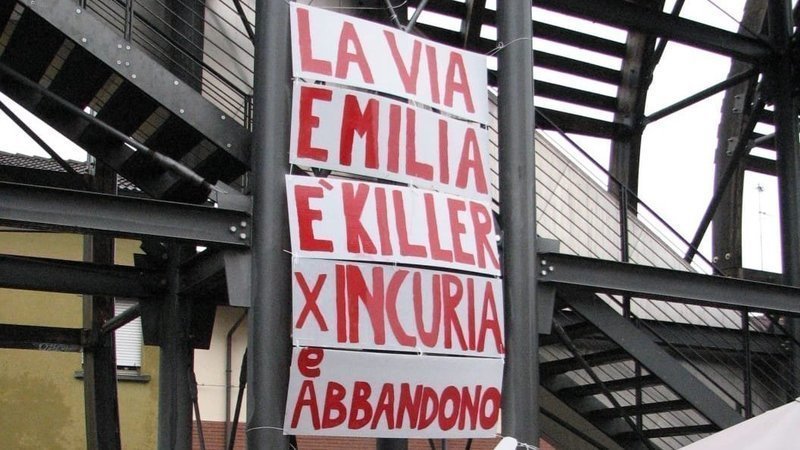 LA VIA
EMILIA
È KILLER
X INCURIA
e
ABBANDONO